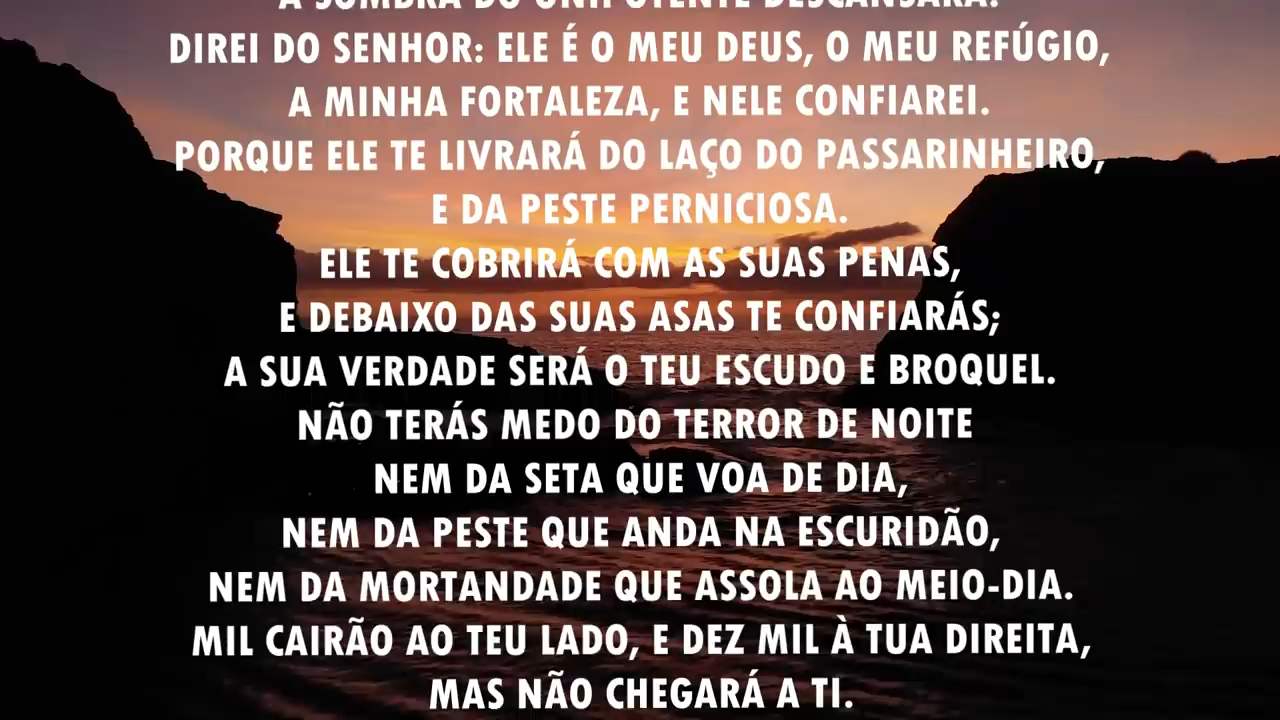 À SOMBRA DO ONIPOTENTE DESCANSARÁ.
DIREI DO SENHOR: ELE É O MEU DEUS, O MEU REFÚGIO,
A MINHA FORTALEZA, E NELE CONFIAREI.
PORQUE ELE TE LIVRARÁ DO LAÇO DO PASSARINHEIRO,
E DA PESTE PERNICIOSA.
ELE TE COBRIRÁ COM AS SUAS PENAS,
E DEBAIXO DAS SUAS ASAS TE CONFIARÁS;
A SUA VERDADE SERÁ O TEU ESCUDO E BROQUEL.
NÃO TERÁS MEDO DO TERROR DE NOITE
NEM DA SETA QUE VOA DE DIA,
NEM DA PESTE QUE ANDA NA ESCURIDÃO,
NEM DA MORTANDADE QUE ASSOLA AO MEIO-DIA.
MIL CAIRÃO AO TEU LADO, E DEZ MIL À TUA DIREITA,
MAS NÃO CHEGARÁ A TI.